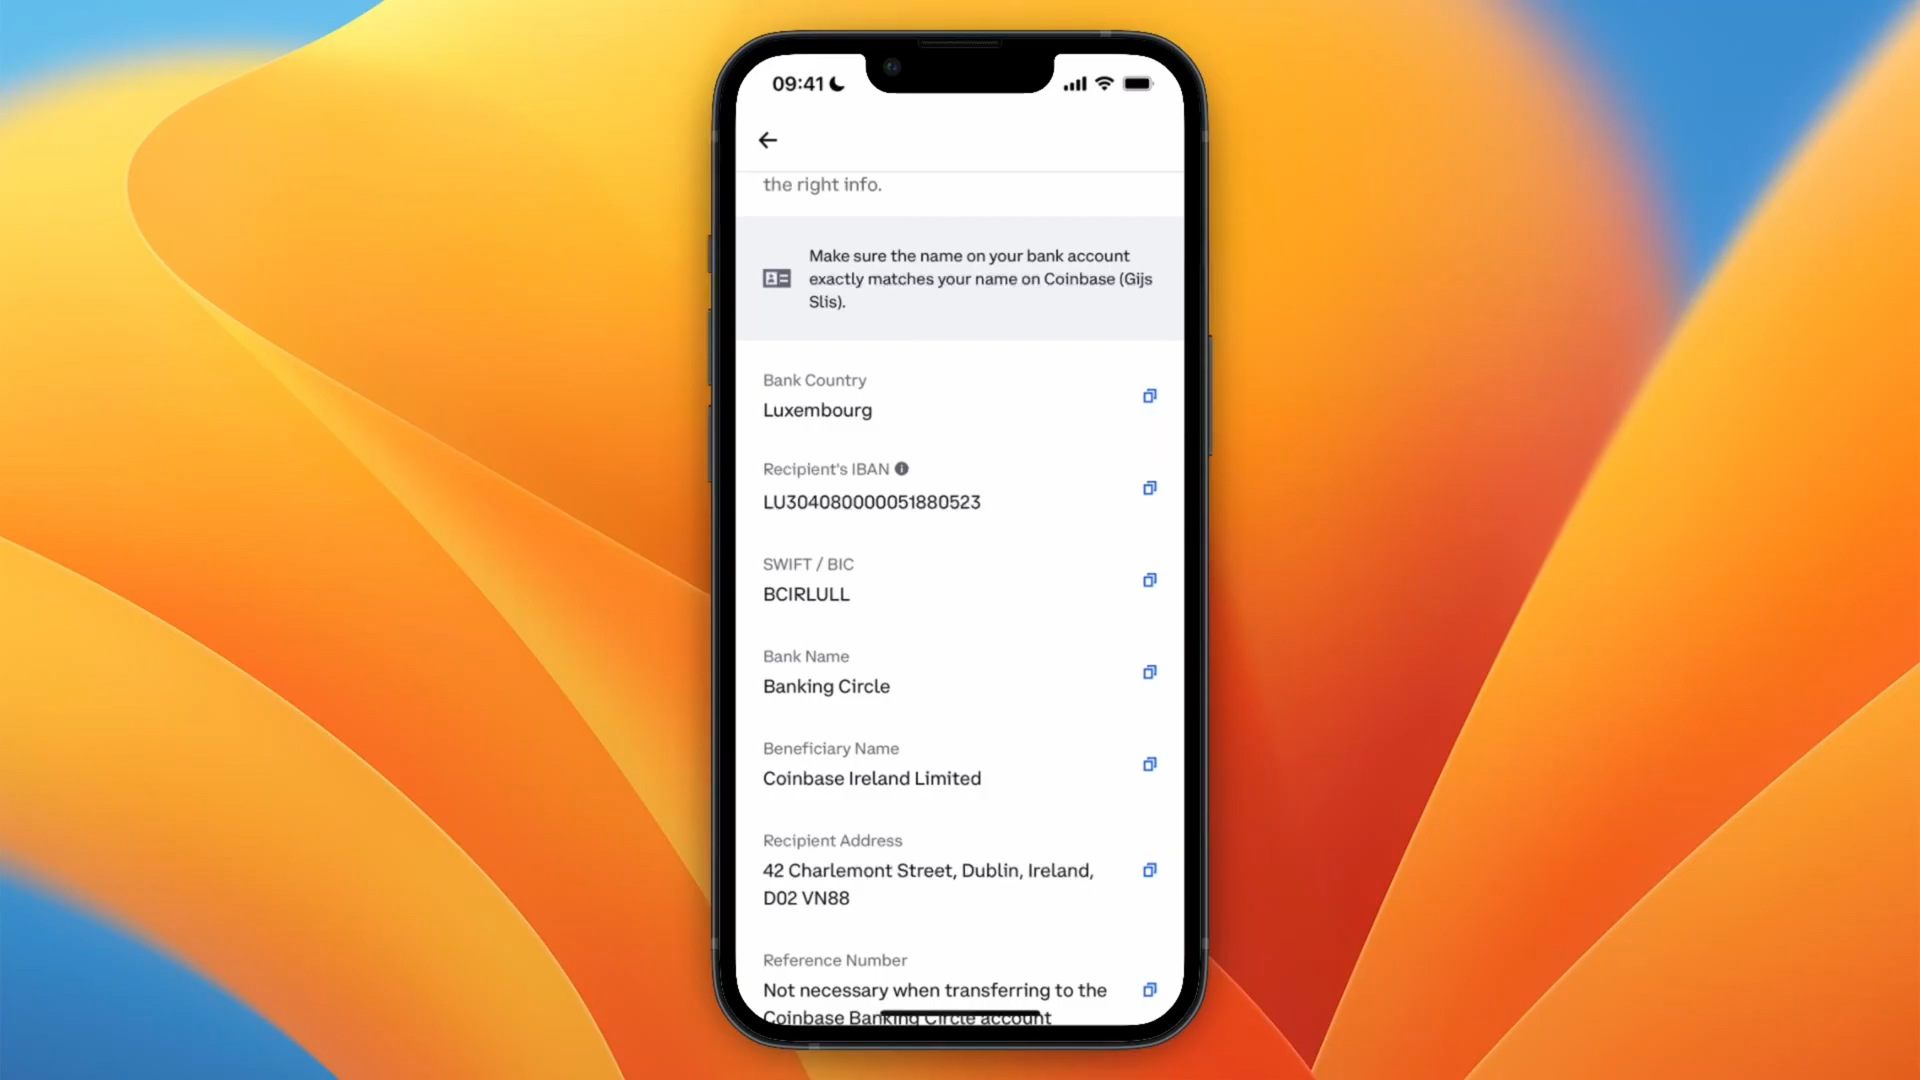 09:41
the right info.
Make sure the name on your bank account
exactly matches your name on Coinbase (Gijs
Slis).
Bank Country
Luxembourg
Recipient's IBAN
LU304080000051880523
SWIFT / BIC
BCIRLULL
Bank Name
Banking Circle
Beneficiary Name
Coinbase Ireland Limited
Recipient Address
42 Charlemont Street, Dublin, Ireland,
D02 VN88
Reference Number
Not necessary when transferring to the
Coinbase Banking Circle account